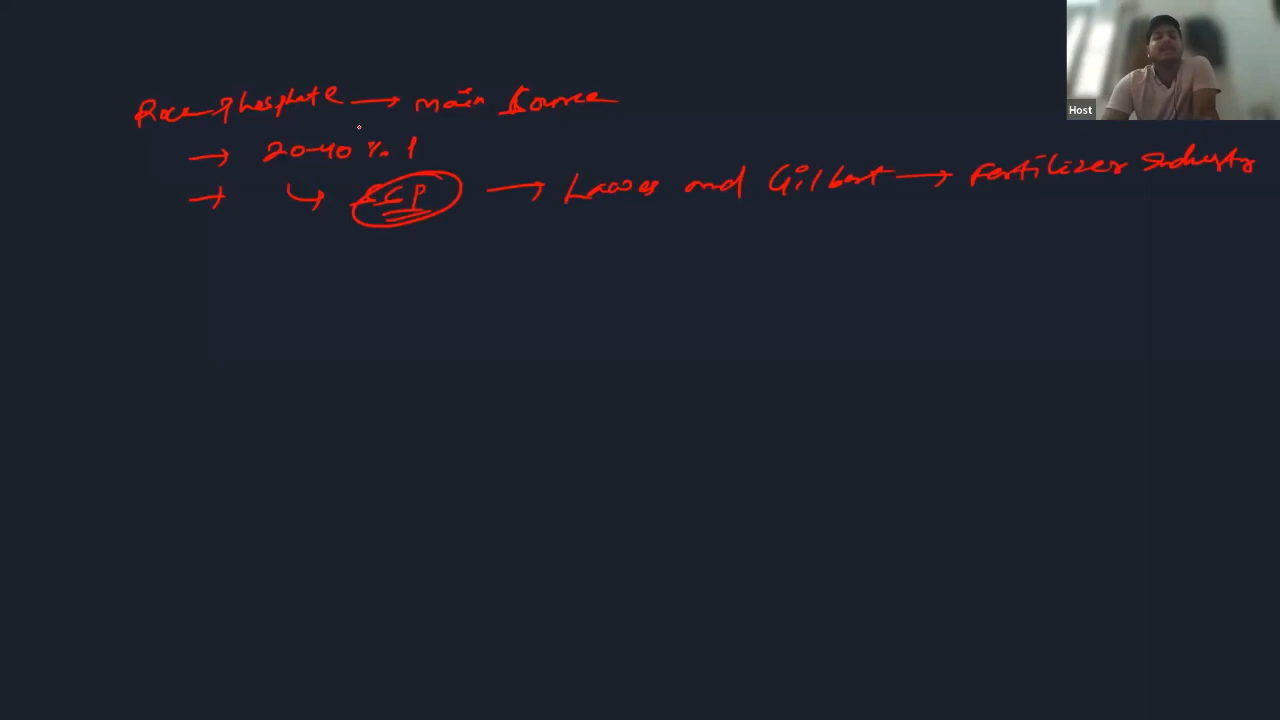 Rock phosphate → main source
→ 20-40 % P
→ ↳ SSP → Lawes and Gilbert → Fertilizer Industry
Host